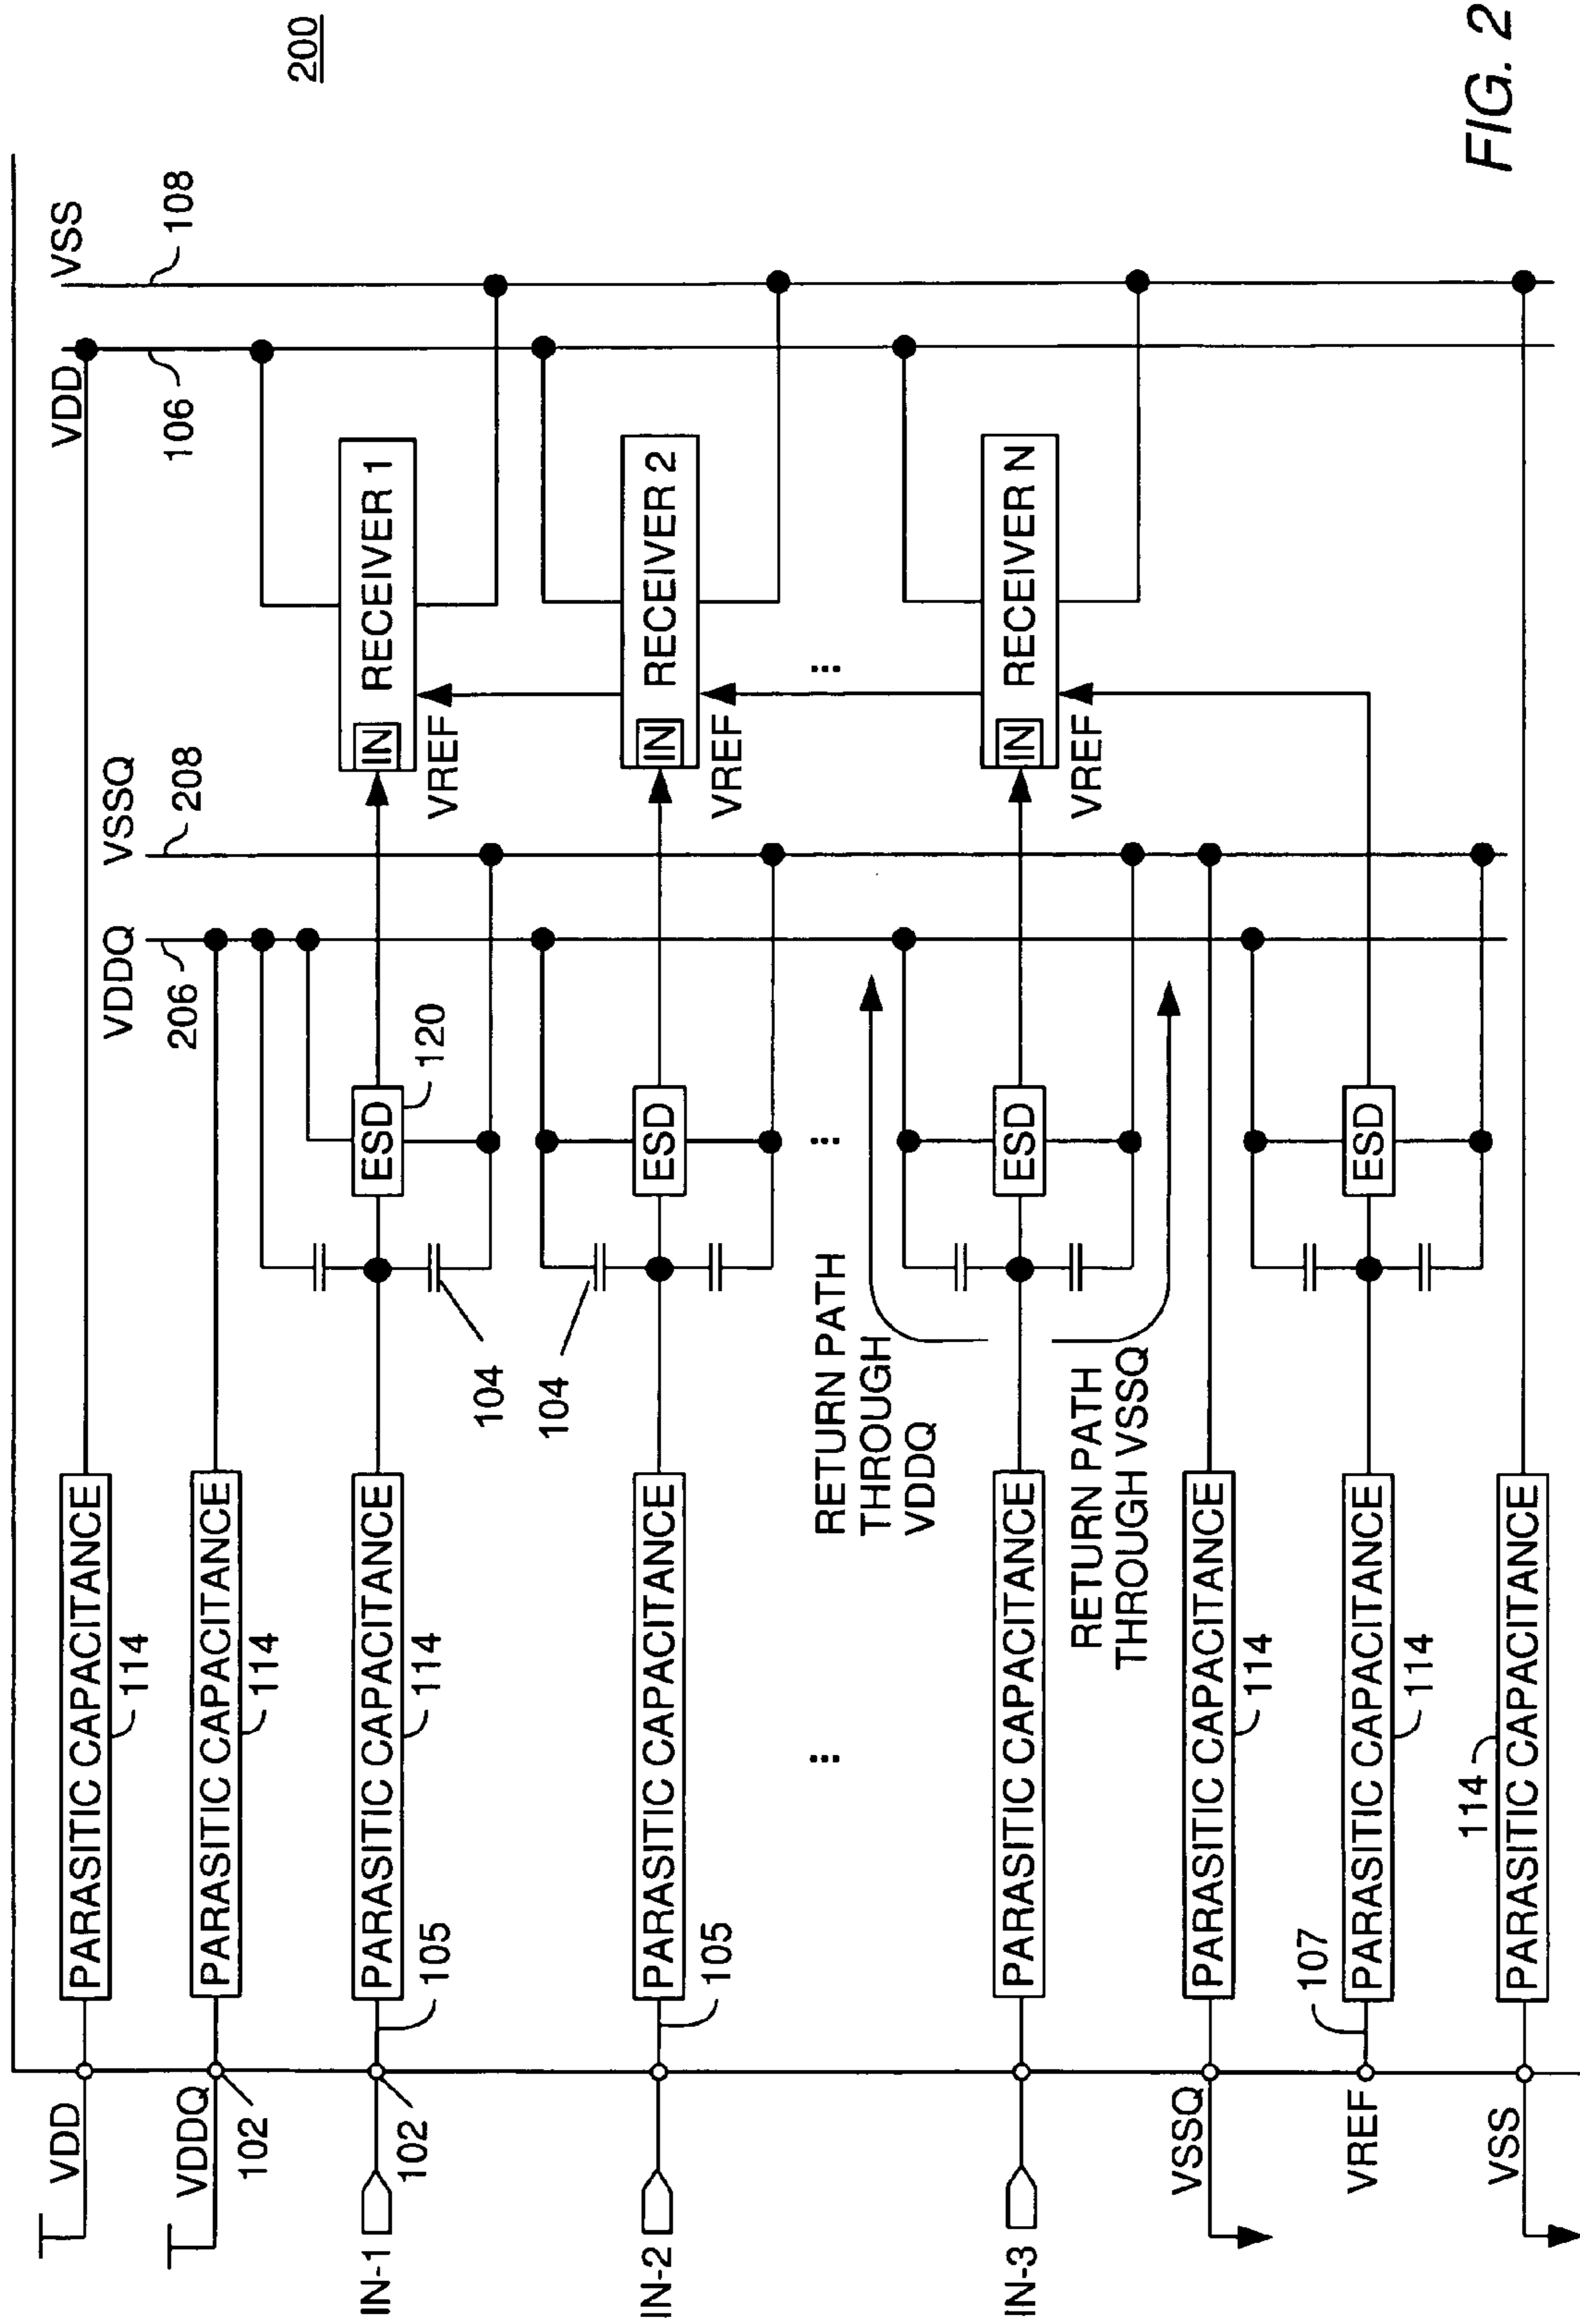 200
VDD
VSS
106
108
VDDQ
VSSQ
206
208
VDD
PARASITIC CAPACITANCE
114
VDDQ
102
PARASITIC CAPACITANCE
114
IN-1
102
105
PARASITIC CAPACITANCE
114
104
ESD
120
IN
RECEIVER 1
VREF
IN-2
105
PARASITIC CAPACITANCE
104
ESD
IN
RECEIVER 2
VREF
...
...
...
RETURN PATH
THROUGH
VDDQ
IN-3
PARASITIC CAPACITANCE
ESD
IN
RECEIVER N
VREF
RETURN PATH
THROUGH VSSQ
VSSQ
PARASITIC CAPACITANCE
114
VREF
107
PARASITIC CAPACITANCE
114
ESD
VSS
114
PARASITIC CAPACITANCE
FIG. 2